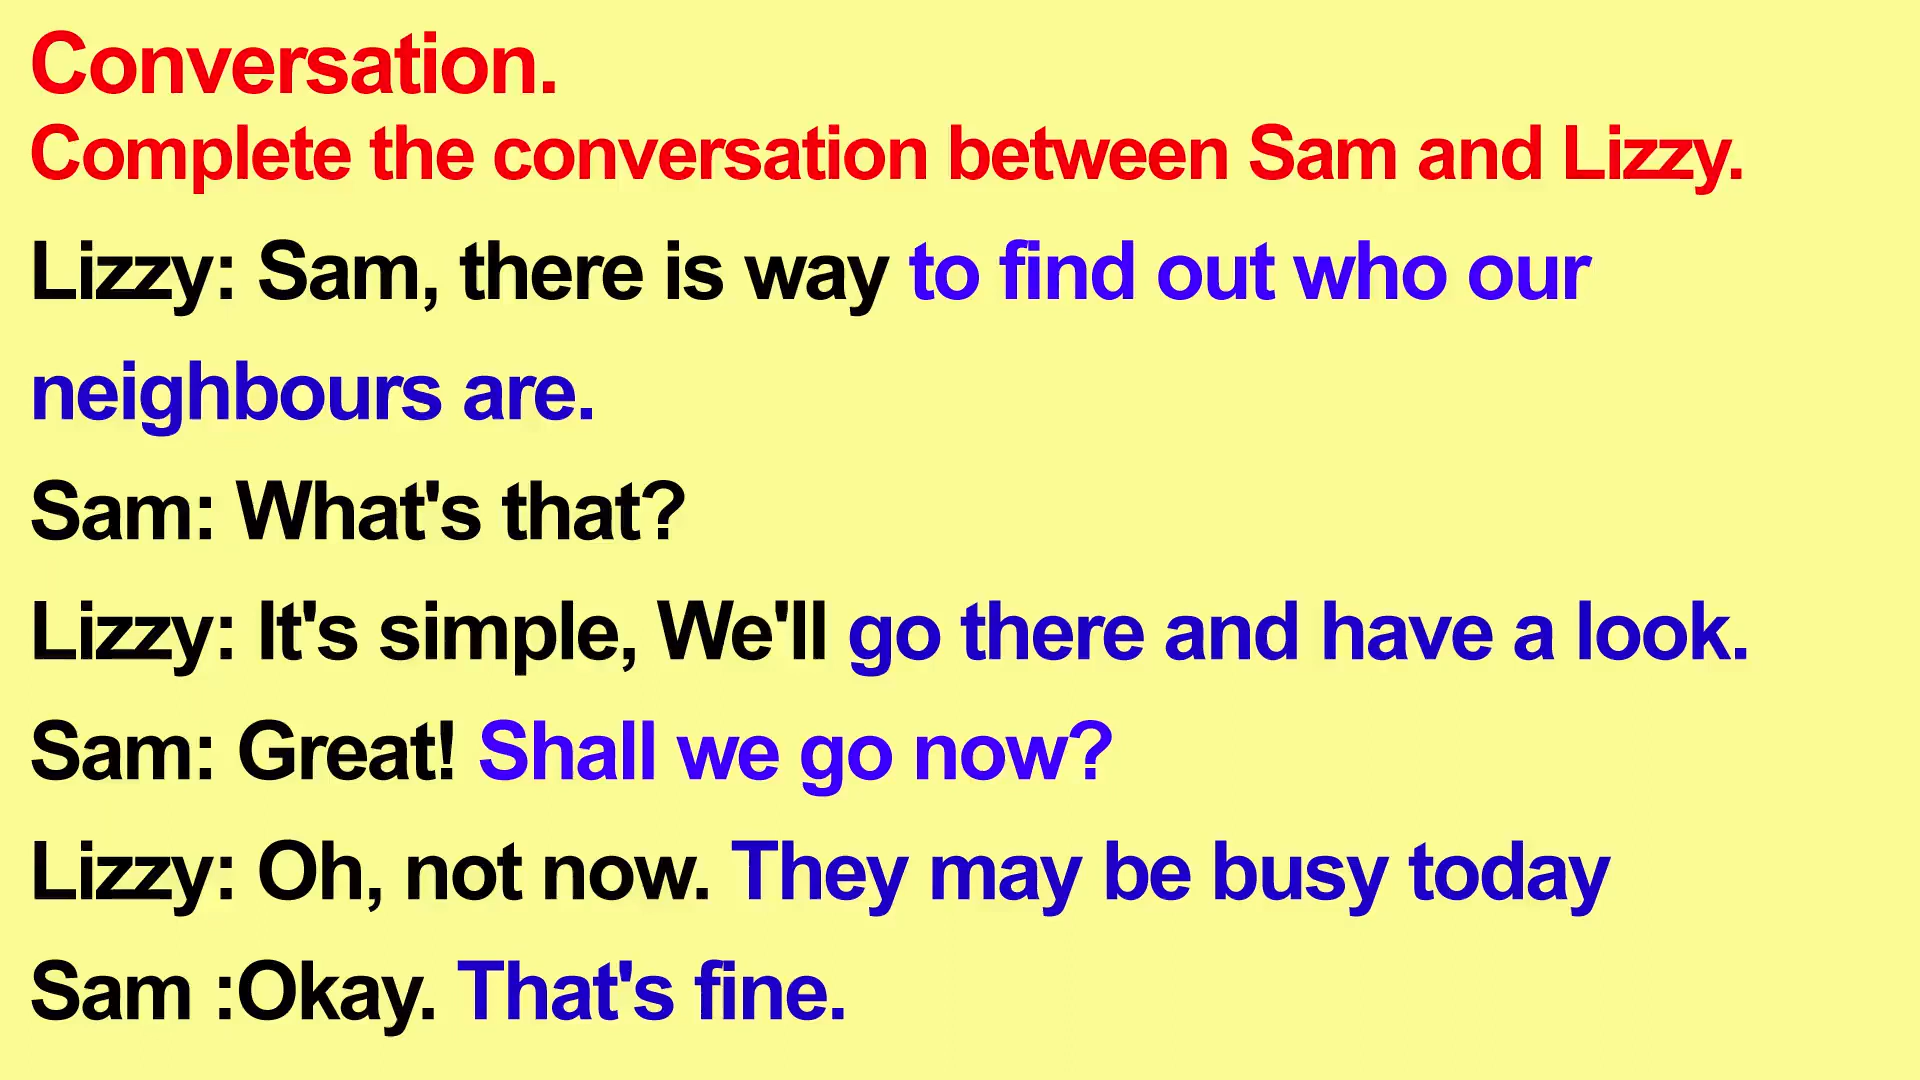 Conversation.
Complete the conversation between Sam and Lizzy.
Lizzy: Sam, there is way to find out who our
neighbours are.
Sam: What's that?
Lizzy: It's simple, We'll go there and have a look.
Sam: Great! Shall we go now?
Lizzy: Oh, not now. They may be busy today
Sam :Okay. That's fine.